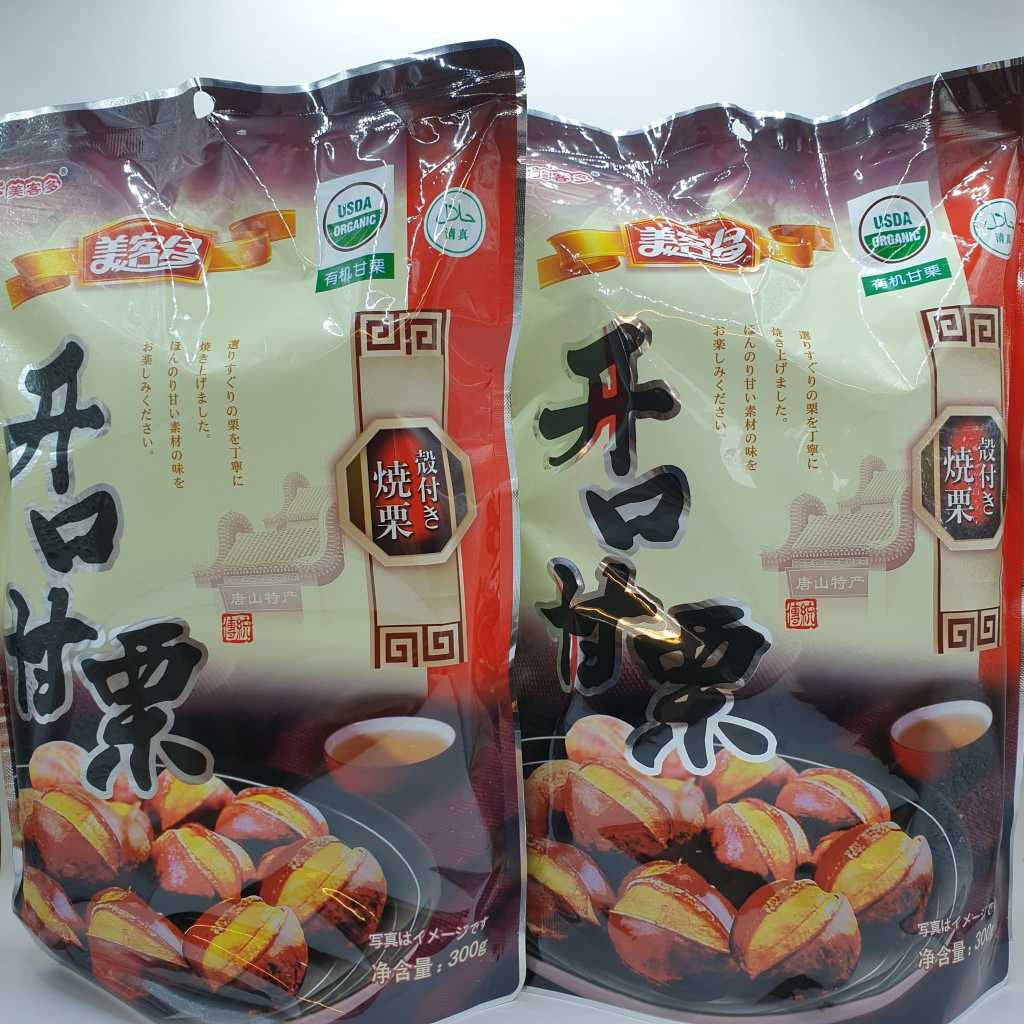 美客多®
美客多
USDA
ORGANIC
有机甘栗
حلال
清真
選りすぐりの栗を丁寧に
焼き上げました。
ほんのり甘い素材の味を
お楽しみください。
殻付き
焼栗
开口
甘栗
唐山特产
傳統
写真はイメージです
净含量:300g
美客多
美客多
USDA
ORGANIC
有机甘栗
حلال
清真
選りすぐりの栗を丁寧に
焼き上げました。
ほんのり甘い素材の味を
お楽しみください
殻付き
焼栗
开口
甘栗
唐山特产
傳統
写真はイメージです
净含量:300g